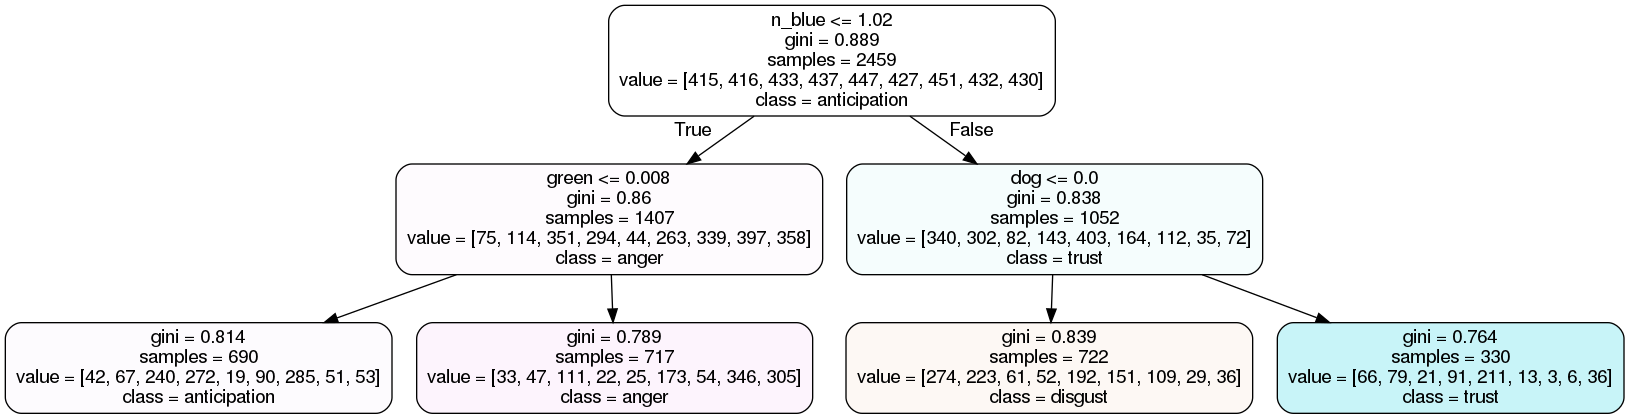 n_blue <= 1.02
gini = 0.889
samples = 2459
value = [415, 416, 433, 437, 447, 427, 451, 432, 430]
class = anticipation
True
False
green <= 0.008
gini = 0.86
samples = 1407
value = [75, 114, 351, 294, 44, 263, 339, 397, 358]
class = anger
dog <= 0.0
gini = 0.838
samples = 1052
value = [340, 302, 82, 143, 403, 164, 112, 35, 72]
class = trust
gini = 0.814
samples = 690
value = [42, 67, 240, 272, 19, 90, 285, 51, 53]
class = anticipation
gini = 0.789
samples = 717
value = [33, 47, 111, 22, 25, 173, 54, 346, 305]
class = anger
gini = 0.839
samples = 722
value = [274, 223, 61, 52, 192, 151, 109, 29, 36]
class = disgust
gini = 0.764
samples = 330
value = [66, 79, 21, 91, 211, 13, 3, 6, 36]
class = trust